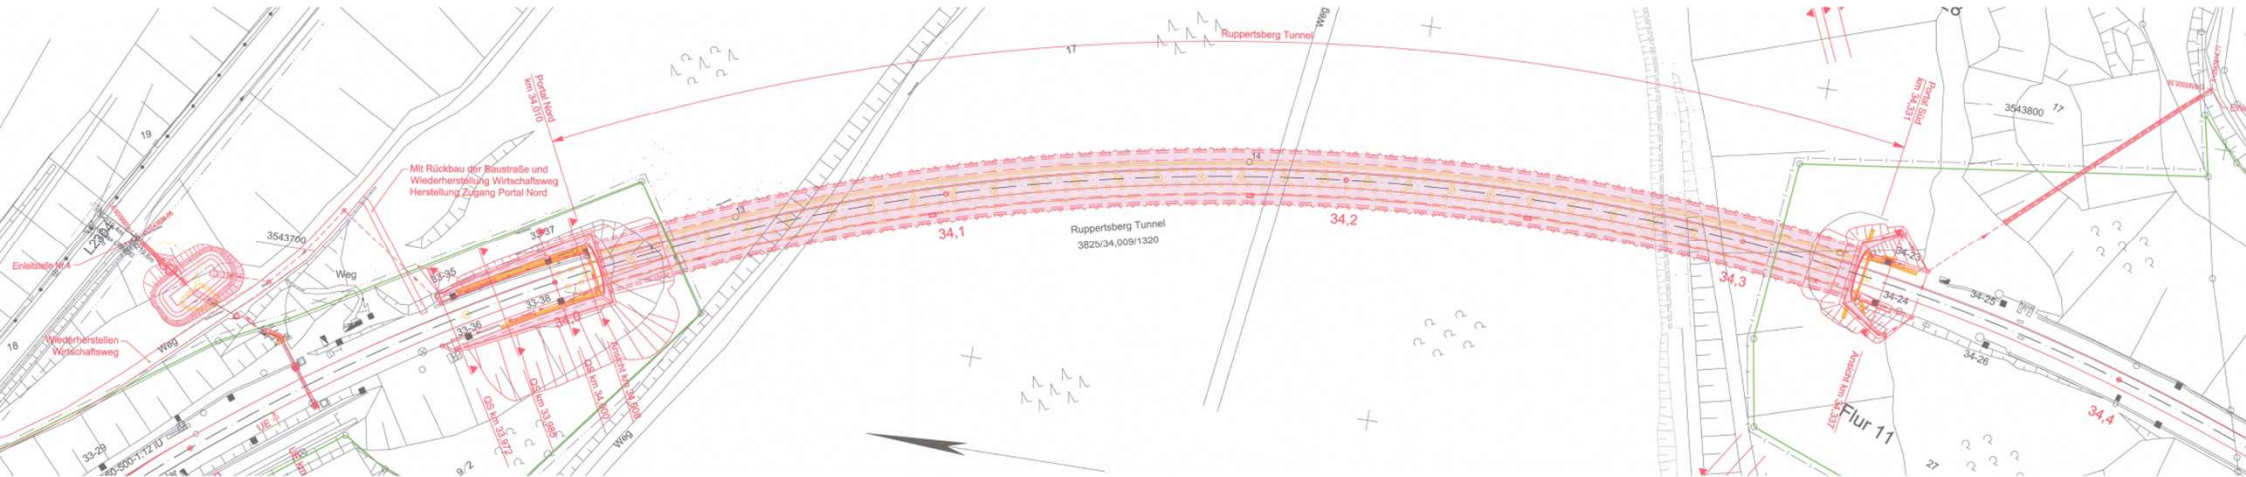 Ruppertsberg Tunnel
Weg
17
19
Portal Nord
km 34,010
Portal Süd
km 34,331
3543800
17
Mit Rückbau der Baustraße und
Wiederherstellung Wirtschaftsweg
Herstellung Zugang Portal Nord
14
13
34,1
Ruppertsberg Tunnel
3825/34,009/1320
34,2
34,3
3543700
33-37
33-35
33-38
33-36
34,0
Weg
Einleitstelle Nr.4
Wiederherstellen
Wirtschaftsweg
Weg
18
34-23
34-24
34-25
34-26
34,4
Ansicht km 34,337
Flur 11
27
QS km 33,972
QS km 33,985
QS km 34,000
Ansicht km 34,008
Weg
UE
33-29
9/2